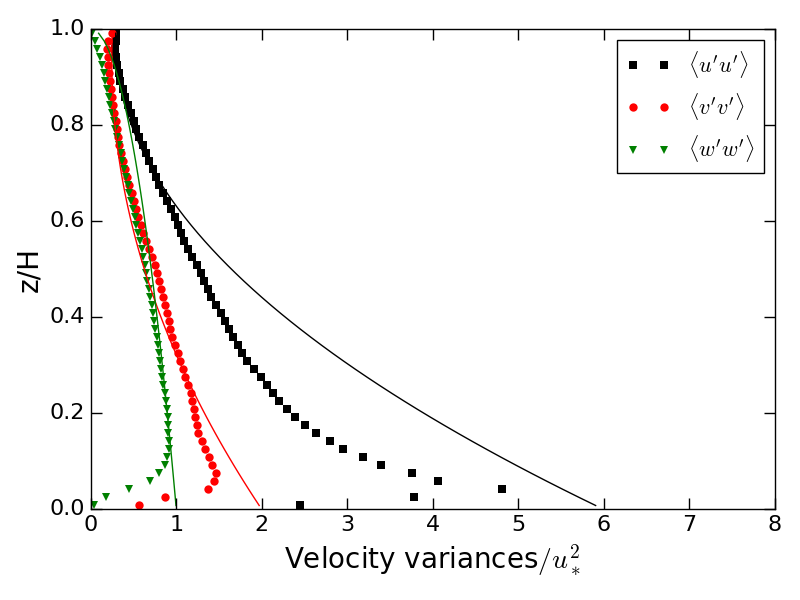 1.0
0.8
0.6
0.4
0.2
0.0
z/H
0 1 2 3 4 5 6 7 8
Velocity variances/u²∗
⟨u′u′⟩
⟨v′v′⟩
⟨w′w′⟩